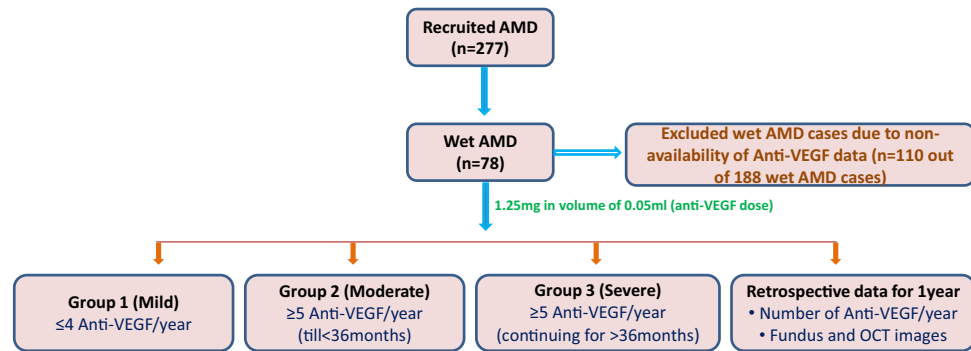 Recruited AMD
(n=277)
Wet AMD
(n=78)
Excluded wet AMD cases due to non-
availability of Anti-VEGF data (n=110 out
of 188 wet AMD cases)
1.25mg in volume of 0.05ml (anti-VEGF dose)
Group 1 (Mild)
≤4 Anti-VEGF/year
Group 2 (Moderate)
≥5 Anti-VEGF/year
(till<36months)
Group 3 (Severe)
≥5 Anti-VEGF/year
(continuing for >36months)
Retrospective data for 1year
• Number of Anti-VEGF/year
• Fundus and OCT images